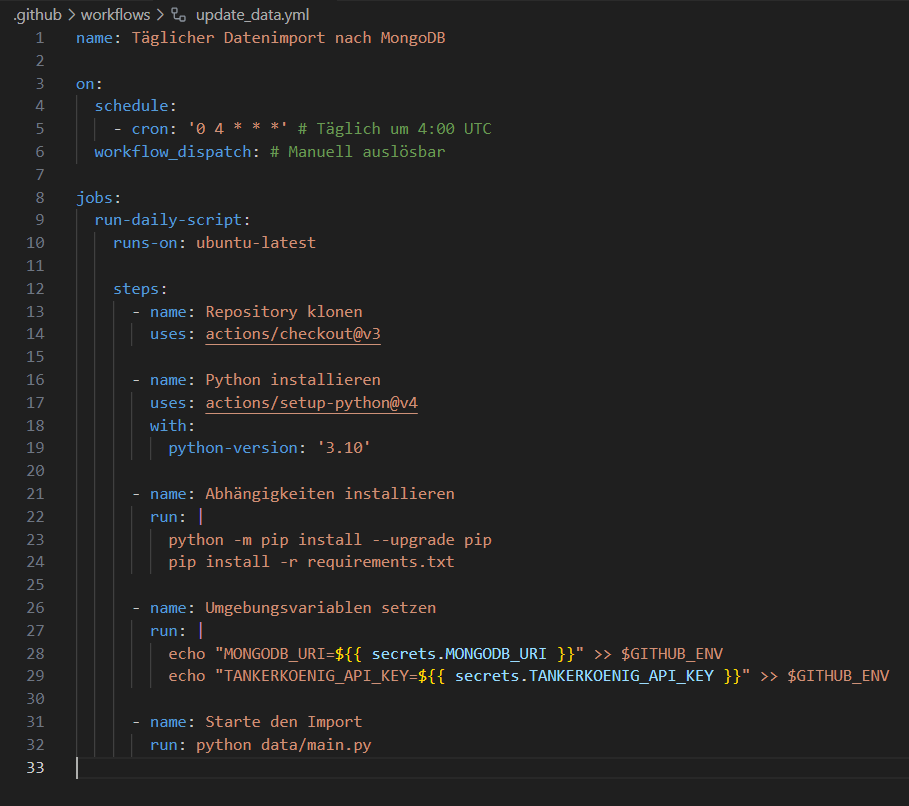 .github > workflows > update_data.yml
1 name: Täglicher Datenimport nach MongoDB
2
3 on:
4   schedule:
5     - cron: '0 4 * * *' # Täglich um 4:00 UTC
6   workflow_dispatch: # Manuell auslösbar
7
8 jobs:
9   run-daily-script:
10     runs-on: ubuntu-latest
11
12     steps:
13       - name: Repository klonen
14         uses: actions/checkout@v3
15
16       - name: Python installieren
17         uses: actions/setup-python@v4
18         with:
19           python-version: '3.10'
20
21       - name: Abhängigkeiten installieren
22         run: |
23           python -m pip install --upgrade pip
24           pip install -r requirements.txt
25
26       - name: Umgebungsvariablen setzen
27         run: |
28           echo "MONGODB_URI=${{ secrets.MONGODB_URI }}" >> $GITHUB_ENV
29           echo "TANKERKOENIG_API_KEY=${{ secrets.TANKERKOENIG_API_KEY }}" >> $GITHUB_ENV
30
31       - name: Starte den Import
32         run: python data/main.py
33